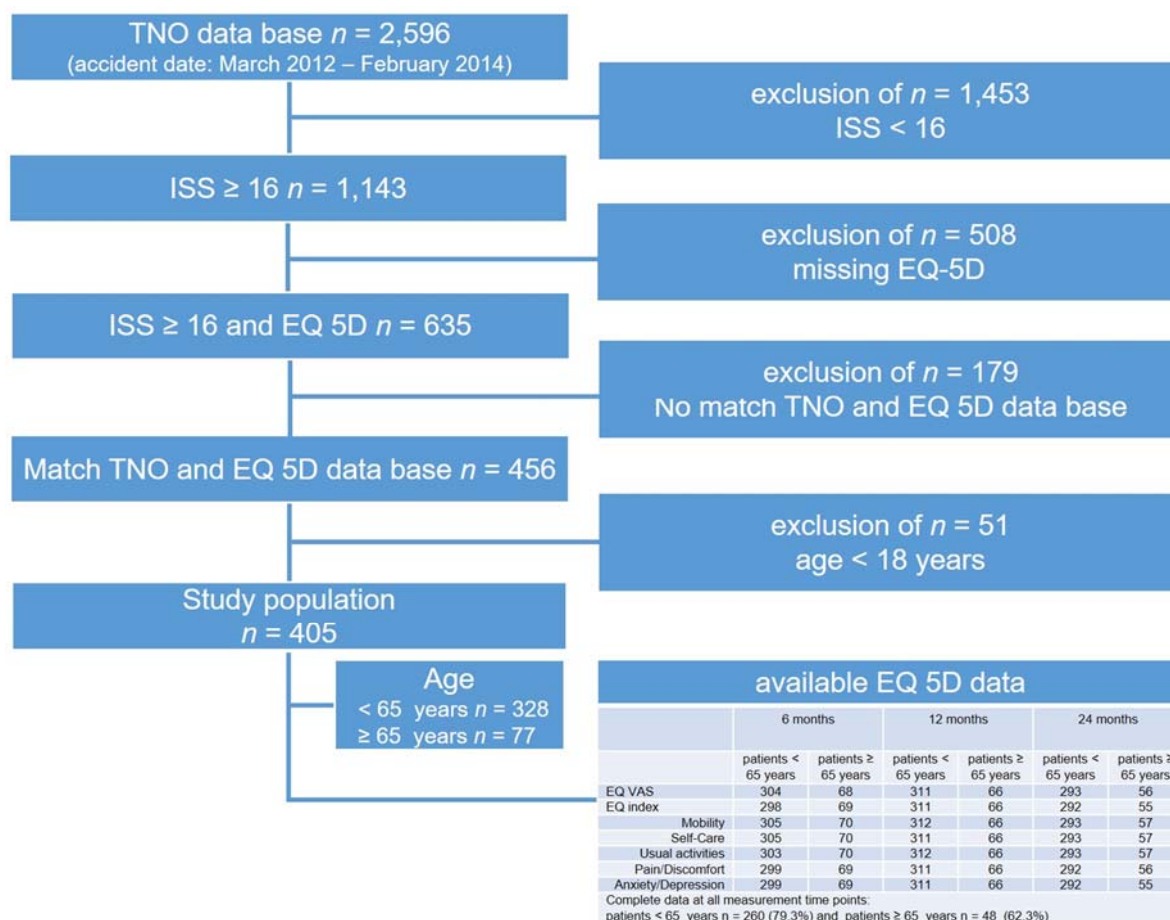 TNO data base n = 2,596
(accident date: March 2012 – February 2014)
exclusion of n = 1,453
ISS < 16
ISS ≥ 16 n = 1,143
exclusion of n = 508
missing EQ-5D
ISS ≥ 16 and EQ 5D n = 635
exclusion of n = 179
No match TNO and EQ 5D data base
Match TNO and EQ 5D data base n = 456
exclusion of n = 51
age < 18 years
Study population
n = 405
Age
< 65 years n = 328
≥ 65 years n = 77
available EQ 5D data
6 months 12 months 24 months
patients < patients ≥ patients < patients ≥ patients < patients ≥
65 years 65 years 65 years 65 years 65 years 65 years
EQ VAS 304 68 311 66 293 56
EQ index 298 69 311 66 292 55
Mobility 305 70 312 66 293 57
Self-Care 305 70 311 66 293 57
Usual activities 303 70 312 66 293 57
Pain/Discomfort 299 69 311 66 292 56
Anxiety/Depression 299 69 311 66 292 55
Complete data at all measurement time points:
patients < 65 years n = 260 (79.3%) and patients ≥ 65 years n = 48 (62.3%)